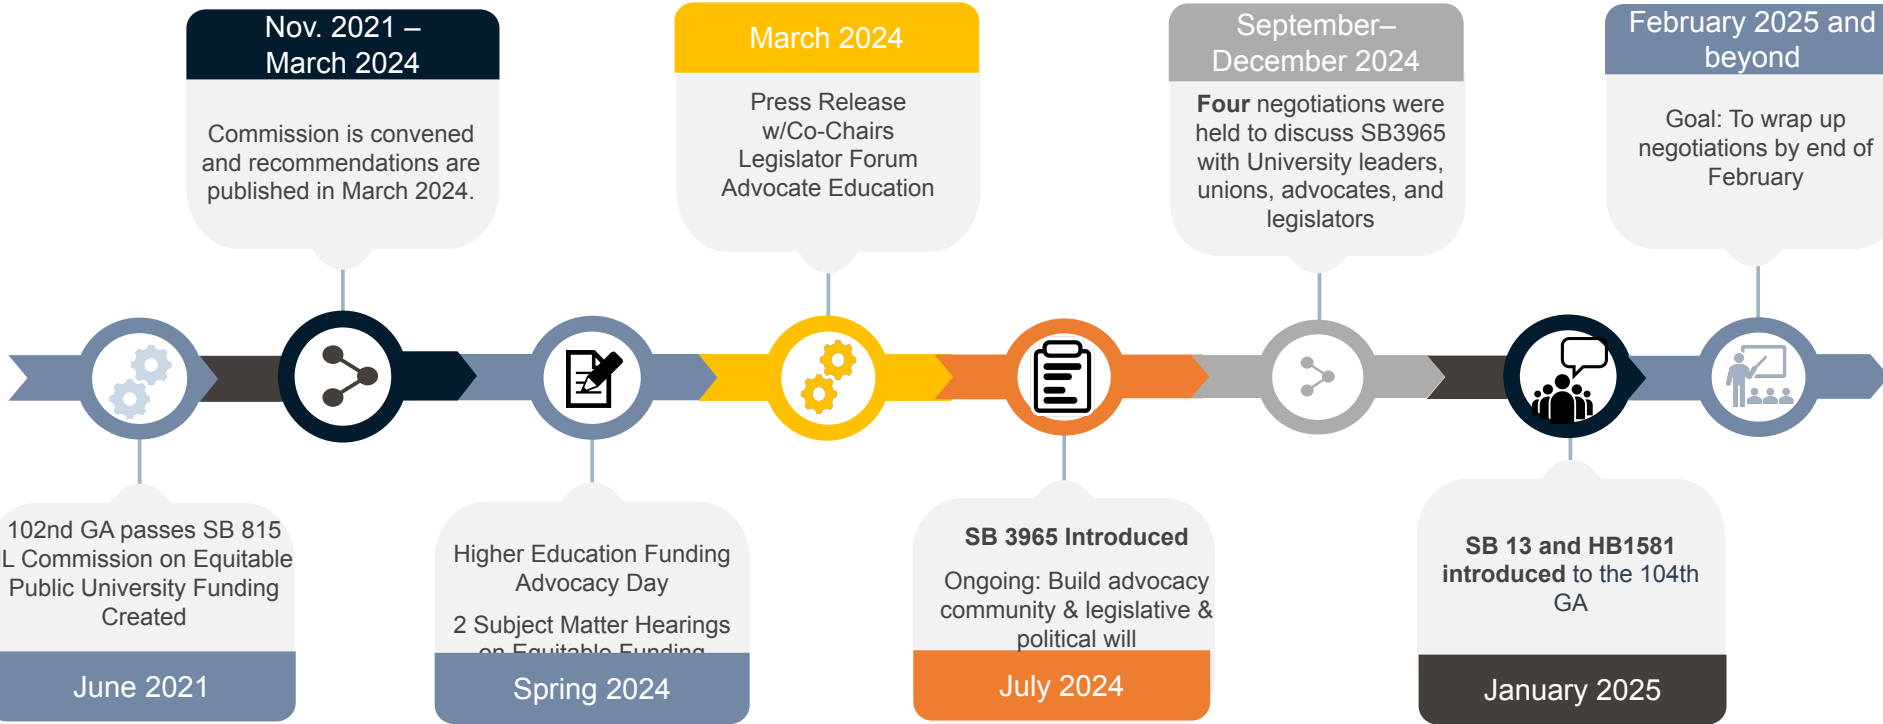 Nov. 2021 –
March 2024
Commission is convened
and recommendations are
published in March 2024.
March 2024
Press Release
w/Co-Chairs
Legislator Forum
Advocate Education
September–
December 2024
Four negotiations were
held to discuss SB3965
with University leaders,
unions, advocates, and
legislators
February 2025 and
beyond
Goal: To wrap up
negotiations by end of
February
102nd GA passes SB 815
IL Commission on Equitable
Public University Funding
Created
June 2021
Higher Education Funding
Advocacy Day
2 Subject Matter Hearings
on Equitable Funding
Spring 2024
SB 3965 Introduced
Ongoing: Build advocacy
community & legislative &
political will
July 2024
SB 13 and HB1581
introduced to the 104th
GA
January 2025